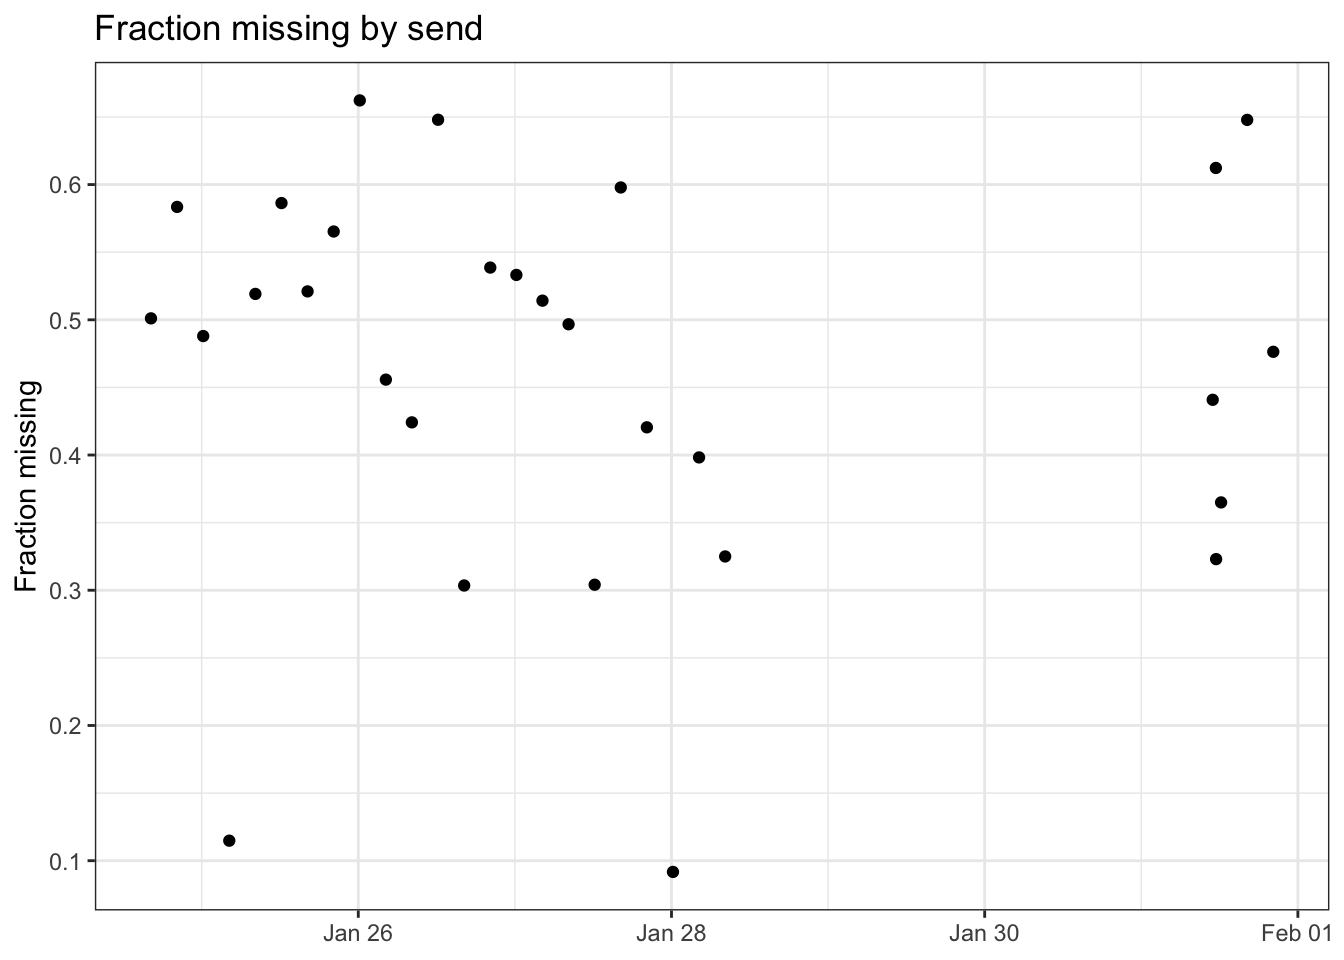 Fraction missing by send
Fraction missing
0.6
0.5
0.4
0.3
0.2
0.1
Jan 26
Jan 28
Jan 30
Feb 01